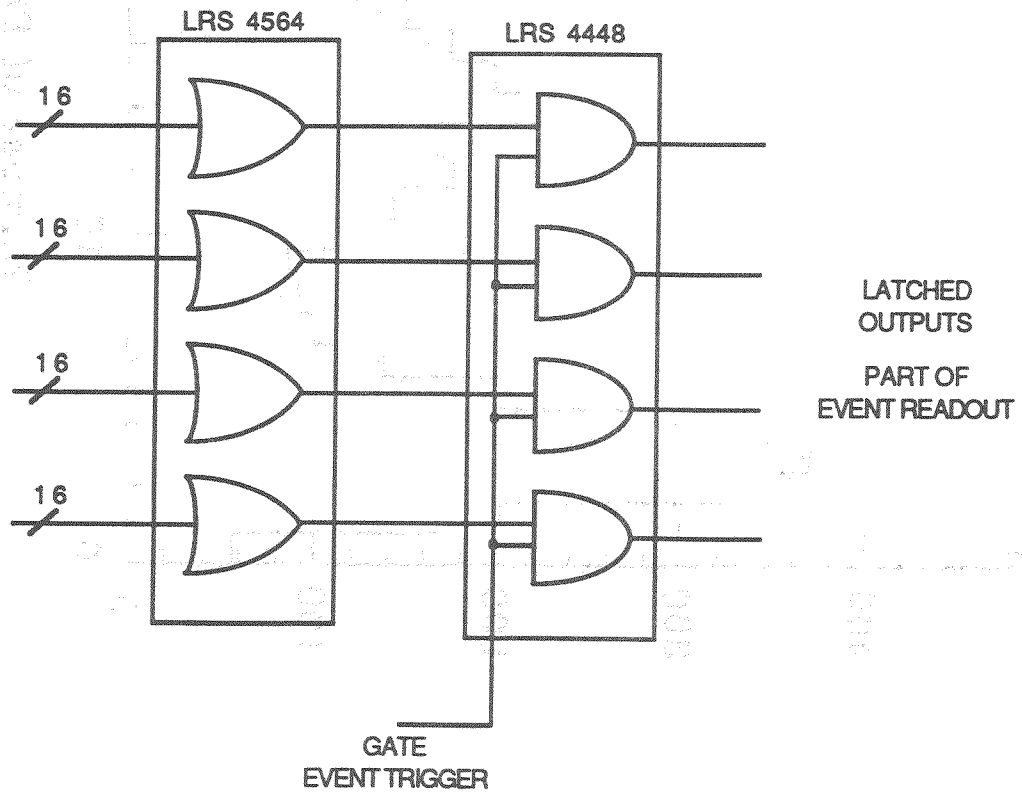 LRS 4564
LRS 4448
16
16
16
16
LATCHED
OUTPUTS
PART OF
EVENT READOUT
GATE
EVENT TRIGGER